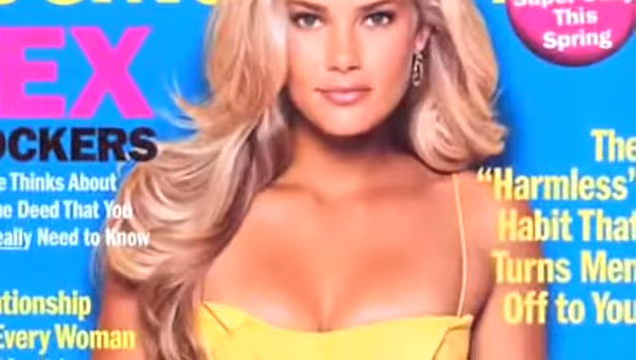 Super
This
Spring
EX
OCKERS
e Thinks About
e Deed That You
eally Need to Know
ationship
Every Woman
The
“Harmless”
Habit That
Turns Men
Off to You